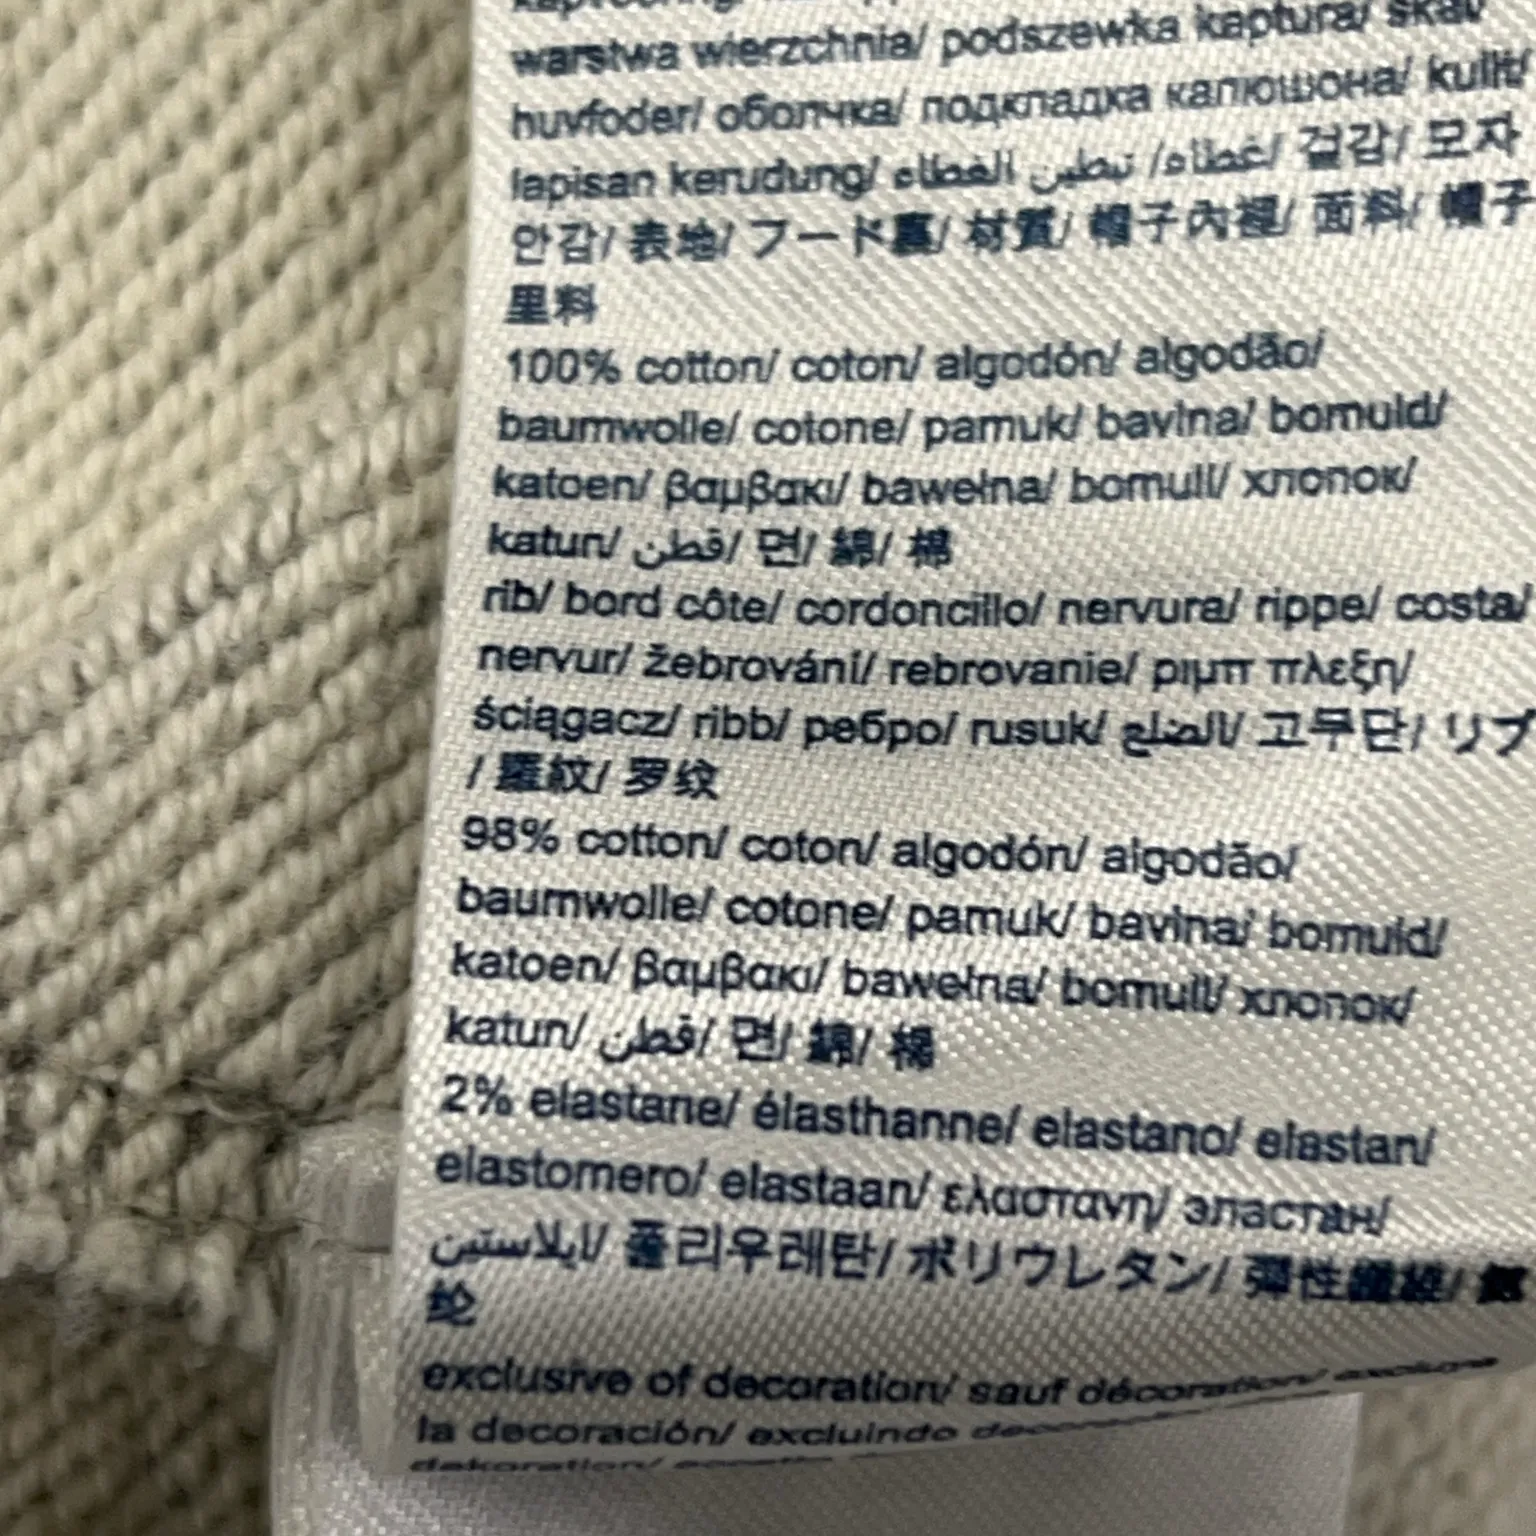 warstwa wierzchnia/ podszewka kaptura/ skal/
huvfoder/ оболчка/ подкладка капюшона/ kulit/
lapisan kerudung/ غطاء/ تبطين الغطاء/ 겉감/ 모자
안감/ 表地/ フード裏/ 材質/ 帽子內裡/ 面料/ 帽子
里料
100% cotton/ coton/ algodón/ algodão/
baumwolle/ cotone/ pamuk/ bavlna/ bomuld/
katoen/ βαμβακι/ bawełna/ bomull/ хлопок/
katun/ قطن/ 면/ 綿/ 棉
rib/ bord côte/ cordoncillo/ nervura/ rippe/ costa/
nervur/ žebrování/ rebrovanie/ ριμπ πλεξη/
ściągacz/ ribb/ ребро/ rusuk/ الضلع/ 고무단/ リブ
/ 羅紋/ 罗纹
98% cotton/ coton/ algodón/ algodão/
baumwolle/ cotone/ pamuk/ bavlna/ bomuld/
katoen/ βαμβακι/ bawełna/ bomull/ хлопок/
katun/ قطن/ 면/ 綿/ 棉
2% elastane/ élasthanne/ elastano/ elastan/
elastomero/ elastaan/ ελαστανη/ эластан/
ايلاستين/ 폴리우레탄/ ポリウレタン/ 彈性纖維/ 氨
纶
exclusive of decoration/ sauf décoration/ excluye
la decoración/ excluindo
dekoration/